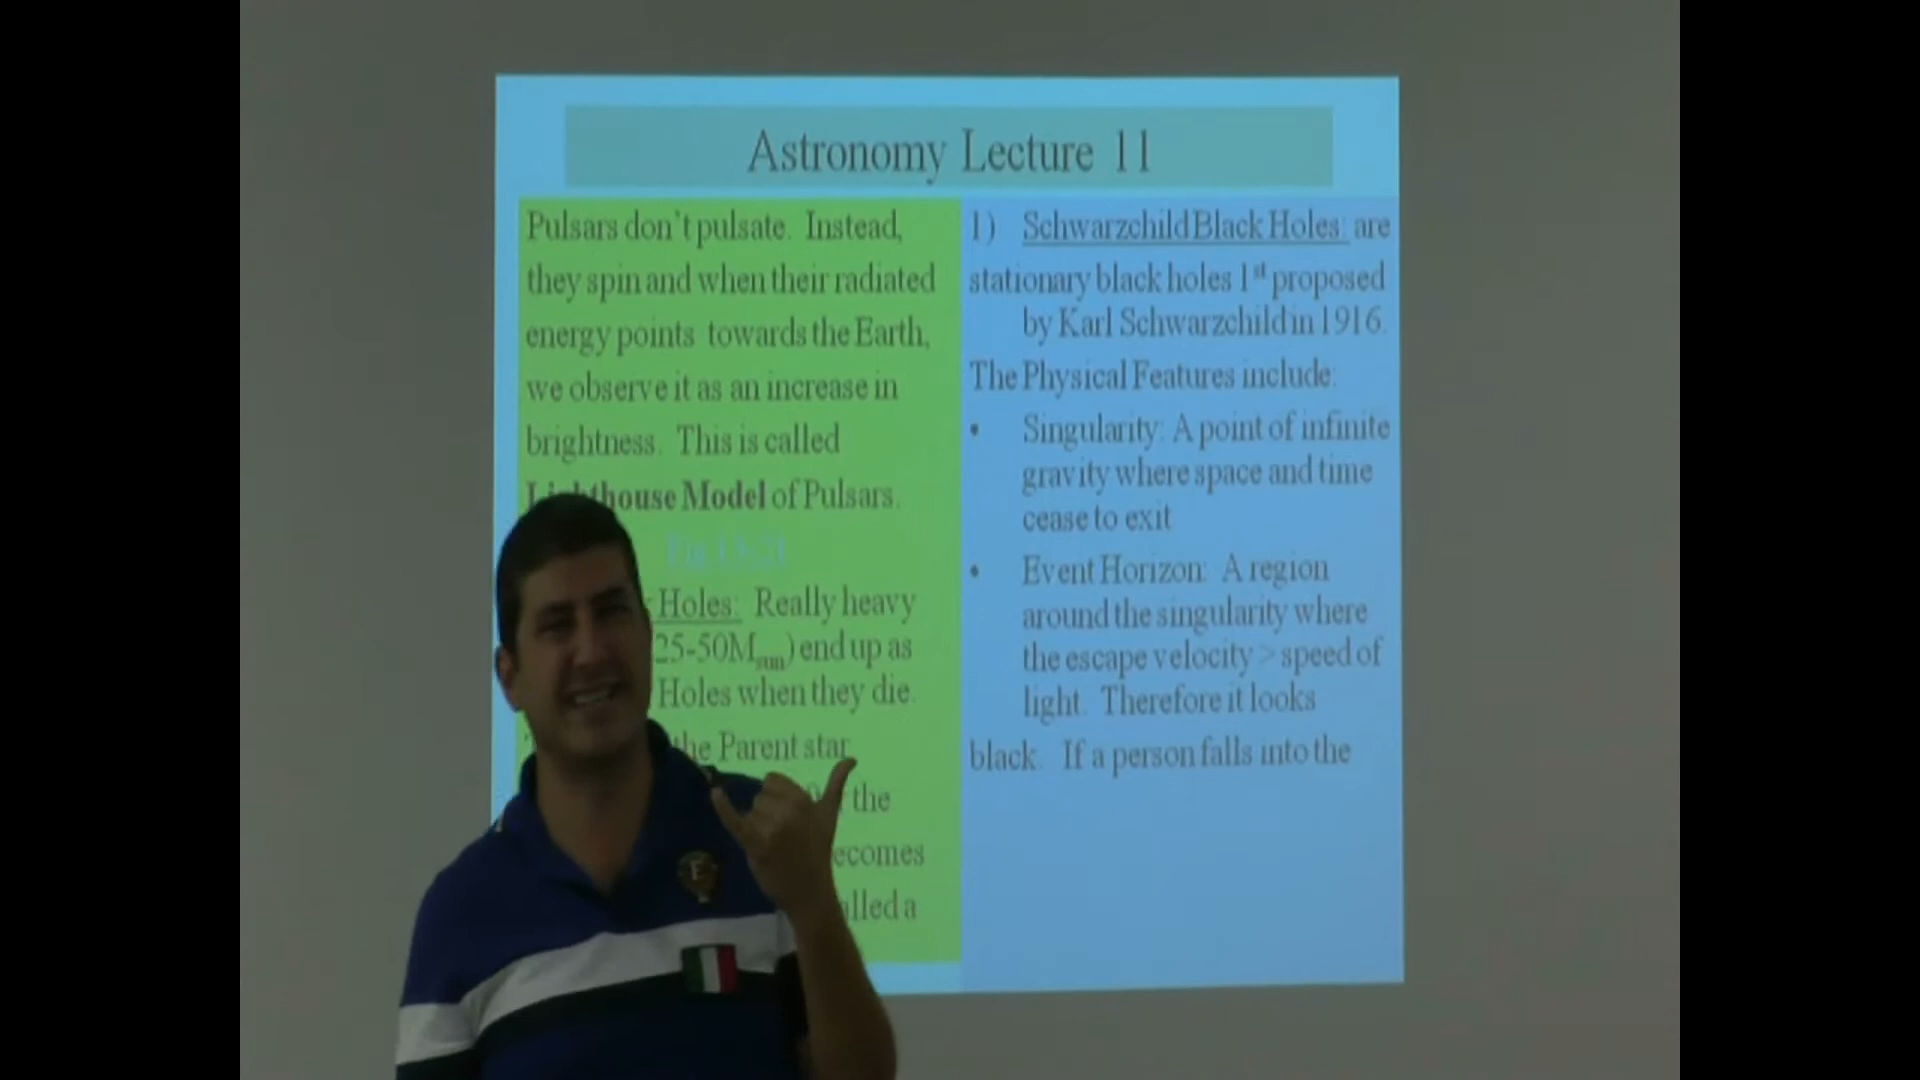 Astronomy Lecture 11
Pulsars don't pulsate. Instead,
they spin and when their radiated
energy points towards the Earth,
we observe it as an increase in
brightness. This is called
Lighthouse Model of Pulsars.
Holes: Really heavy
25-50Msun) end up as
Holes when they die.
the Parent star
the
ecomes
alled a
1) Schwarzchild Black Holes: are
stationary black holes 1st proposed
by Karl Schwarzchild in 1916.
The Physical Features include:
• Singularity: A point of infinite
gravity where space and time
cease to exit
• Event Horizon: A region
around the singularity where
the escape velocity > speed of
light. Therefore it looks
black. If a person falls into the
E